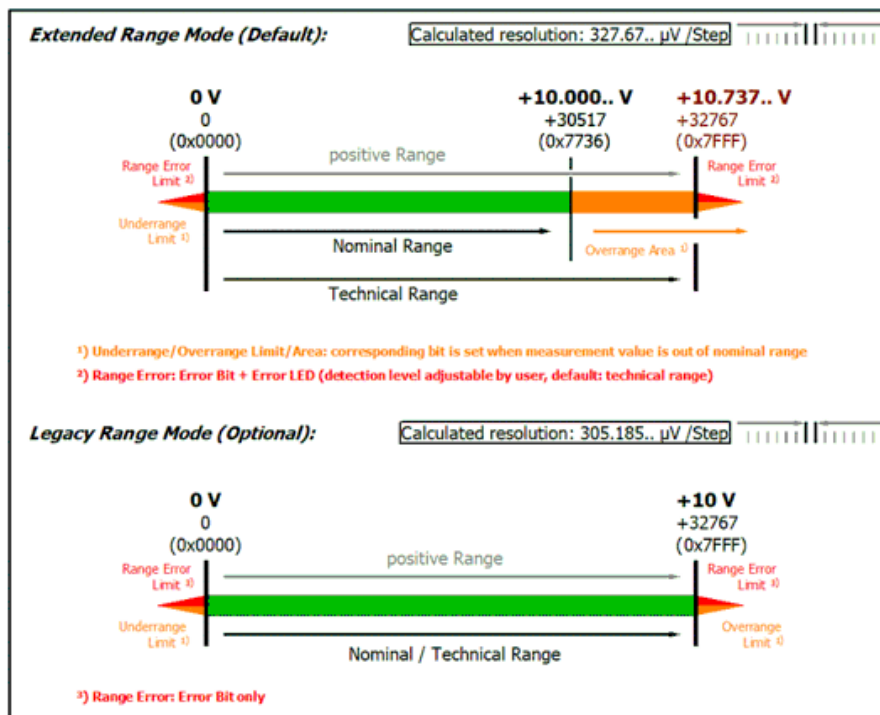 Extended Range Mode (Default):
Calculated resolution: 327.67.. µV /Step
0 V
+10.000.. V
+10.737.. V
0
+30517
+32767
(0x0000)
(0x7736)
(0x7FFF)
positive Range
Range Error
Limit ²⁾
Range Error
Limit ²⁾
Underrange
Limit ¹⁾
Nominal Range
Overrange Area ¹⁾
Technical Range
¹⁾ Underrange/Overrange Limit/Area: corresponding bit is set when measurement value is out of nominal range
²⁾ Range Error: Error Bit + Error LED (detection level adjustable by user, default: technical range)
Legacy Range Mode (Optional):
Calculated resolution: 305.185.. µV /Step
0 V
+10 V
0
+32767
(0x0000)
(0x7FFF)
positive Range
Range Error
Limit ³⁾
Range Error
Limit ³⁾
Underrange
Limit ¹⁾
Overrange
Limit ¹⁾
Nominal / Technical Range
³⁾ Range Error: Error Bit only